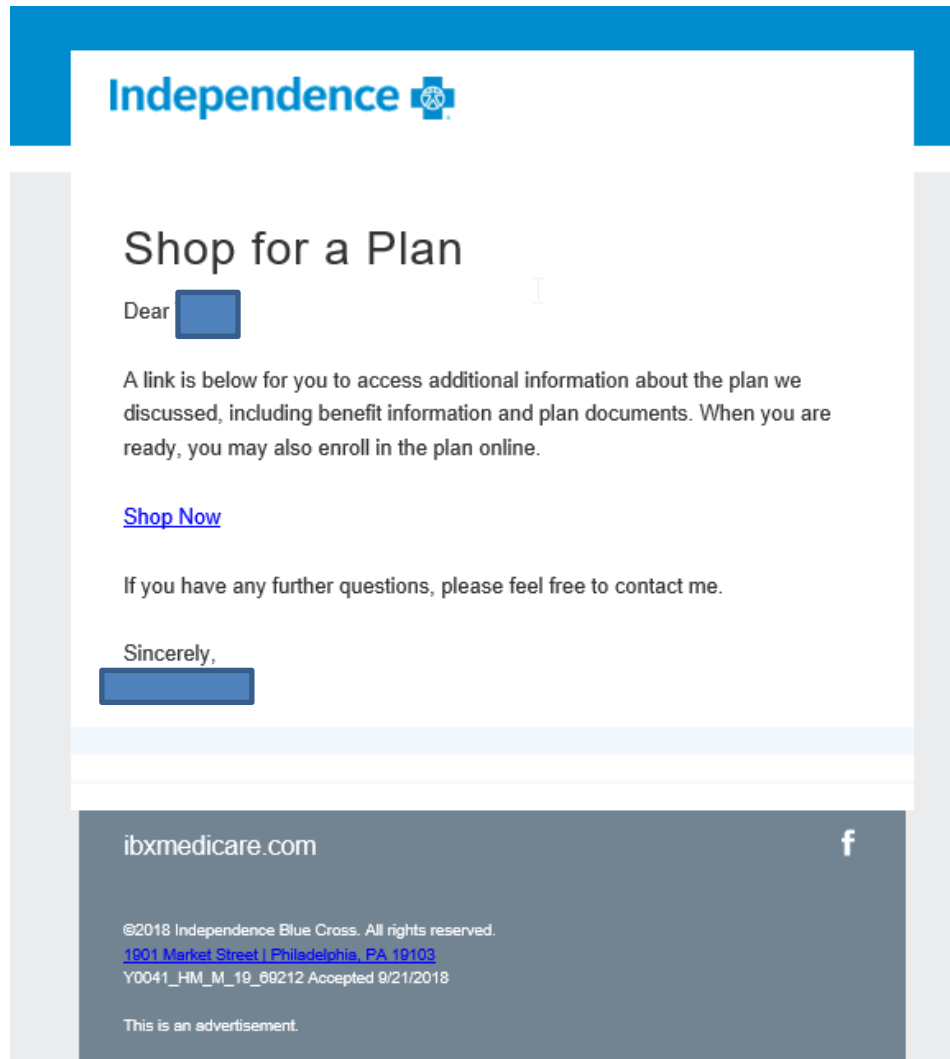 Independence
Shop for a Plan
Dear
A link is below for you to access additional information about the plan we
discussed, including benefit information and plan documents. When you are
ready, you may also enroll in the plan online.
Shop Now
If you have any further questions, please feel free to contact me.
Sincerely,
ibxmedicare.com
f
©2018 Independence Blue Cross. All rights reserved.
1901 Market Street | Philadelphia, PA 19103
Y0041_HM_M_19_69212 Accepted 9/21/2018
This is an advertisement.